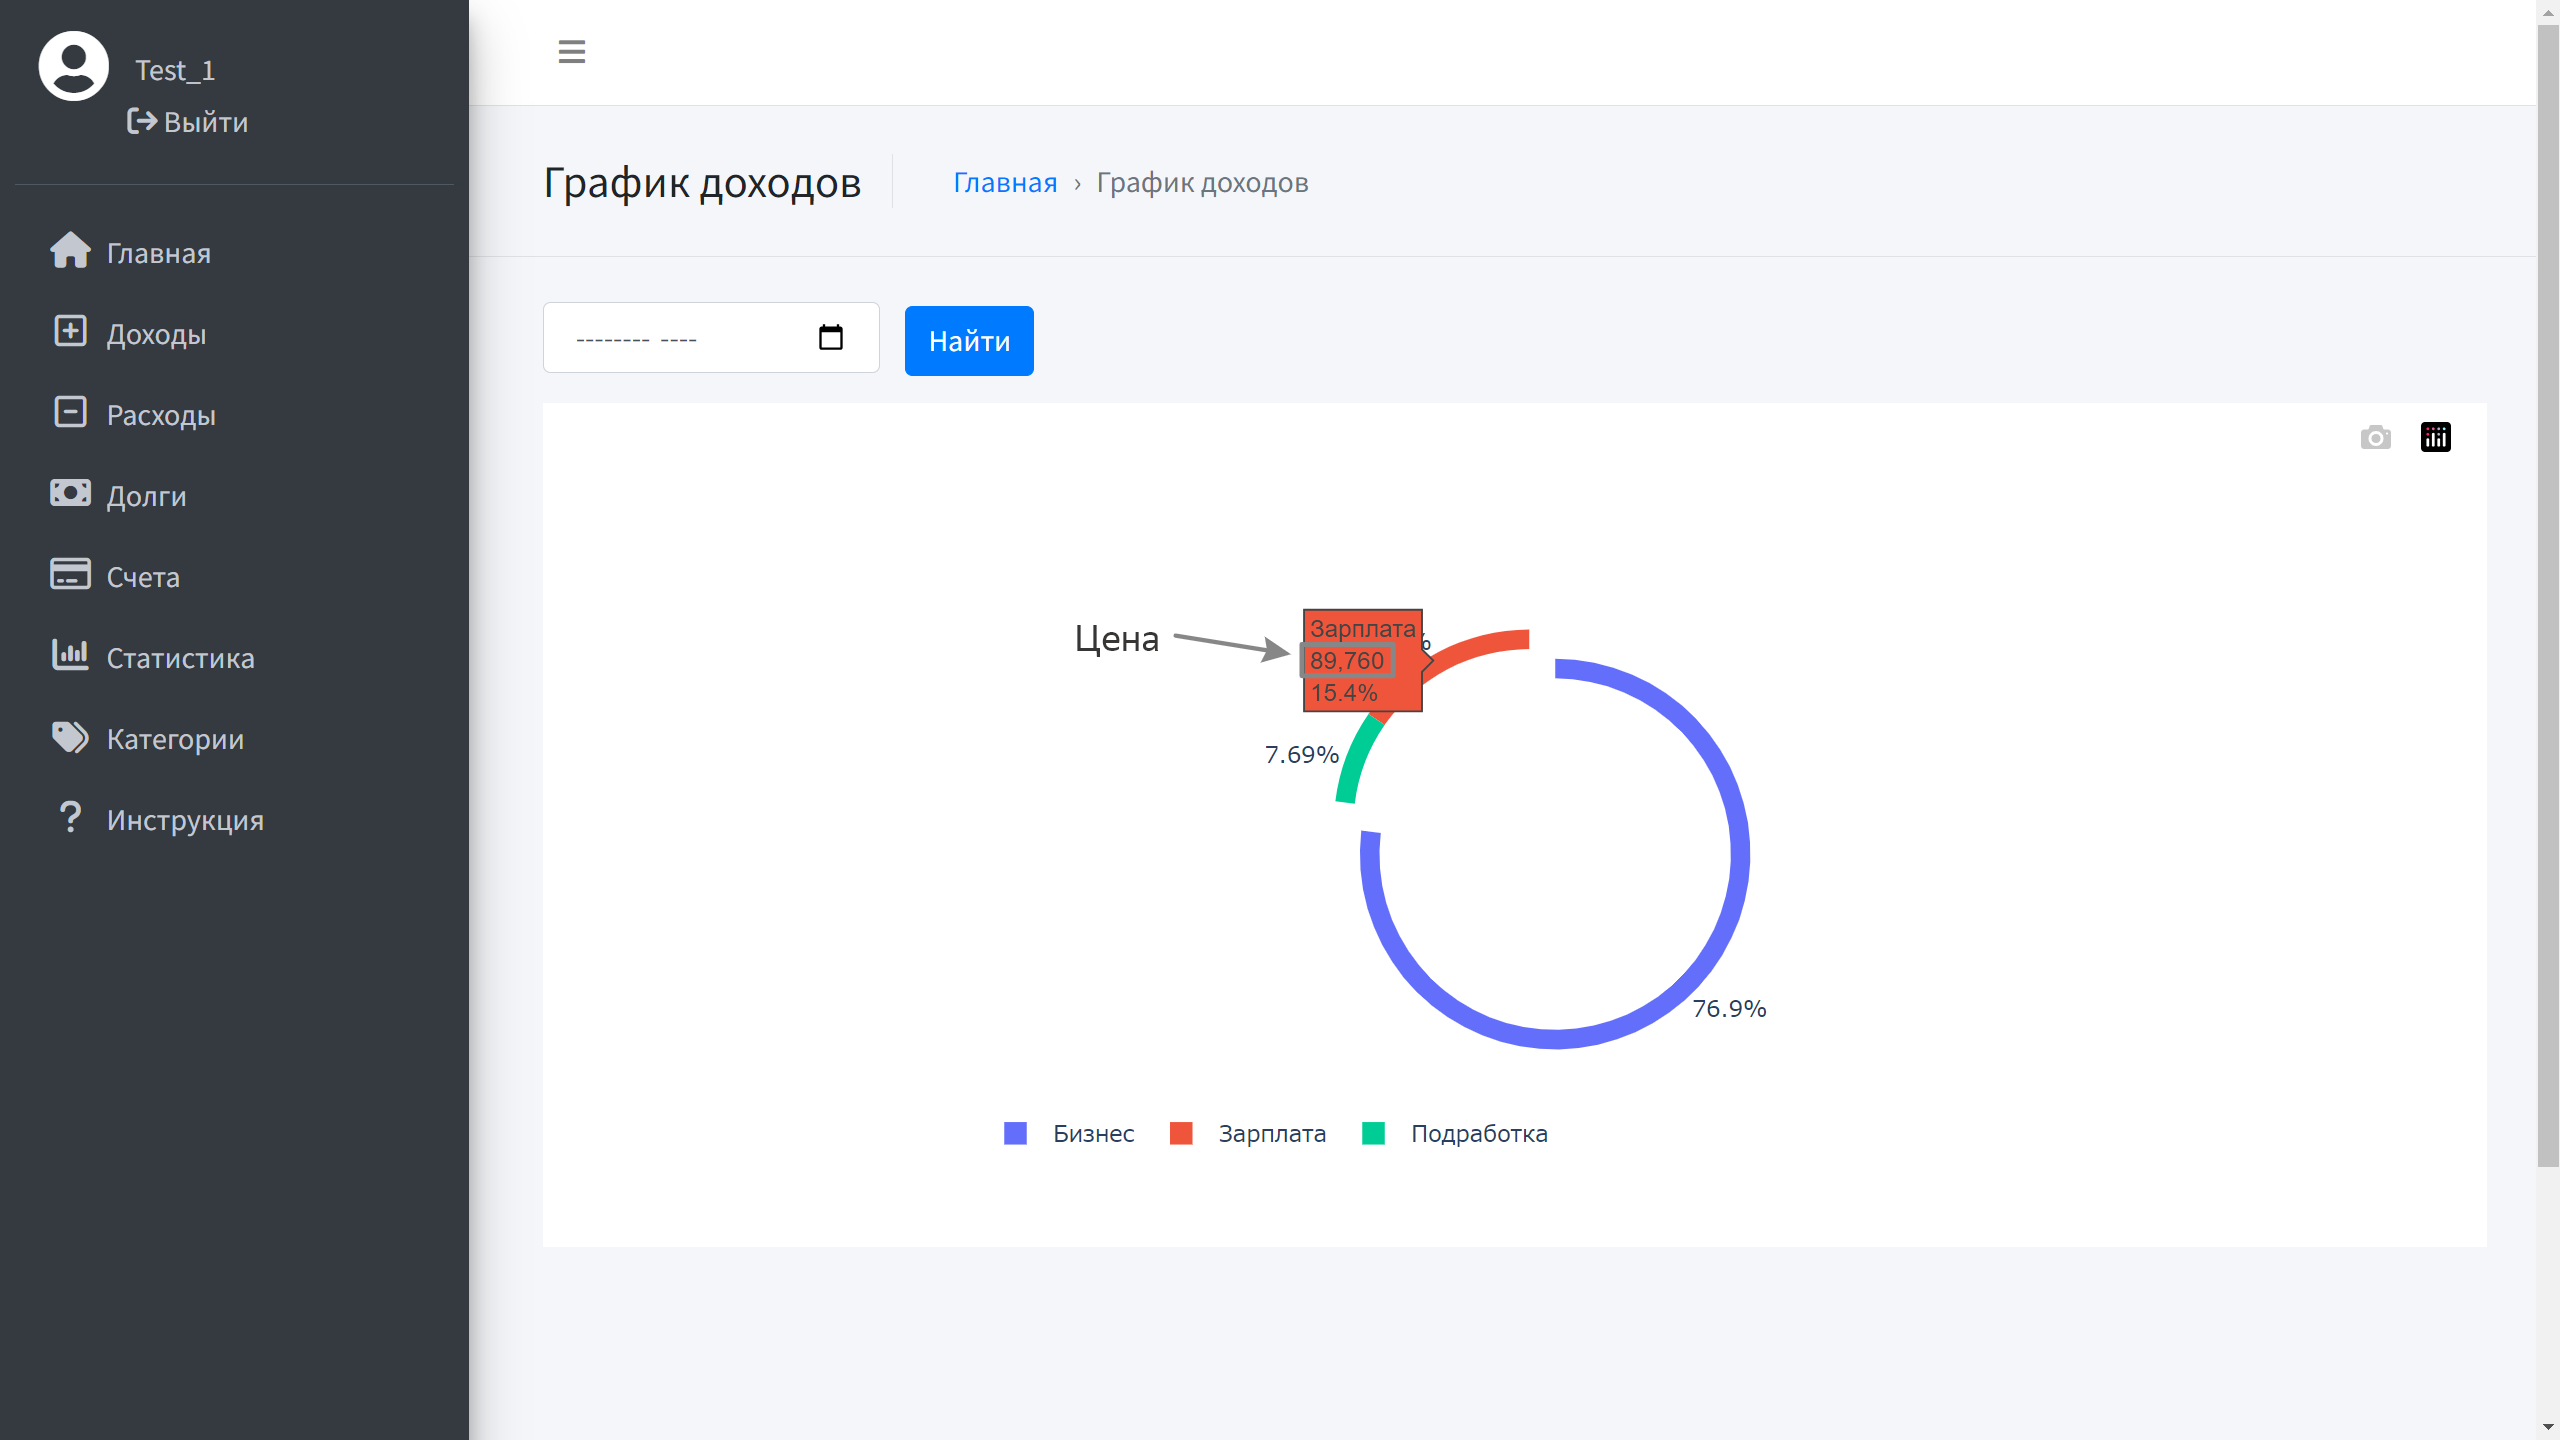 Test_1
Выйти
Главная
Доходы
Расходы
Долги
Счета
Статистика
Категории
Инструкция
График доходов
Главная › График доходов
-------- ----
Найти
Цена
Зарплата
89,760
15.4%
%
7.69%
76.9%
Бизнес
Зарплата
Подработка